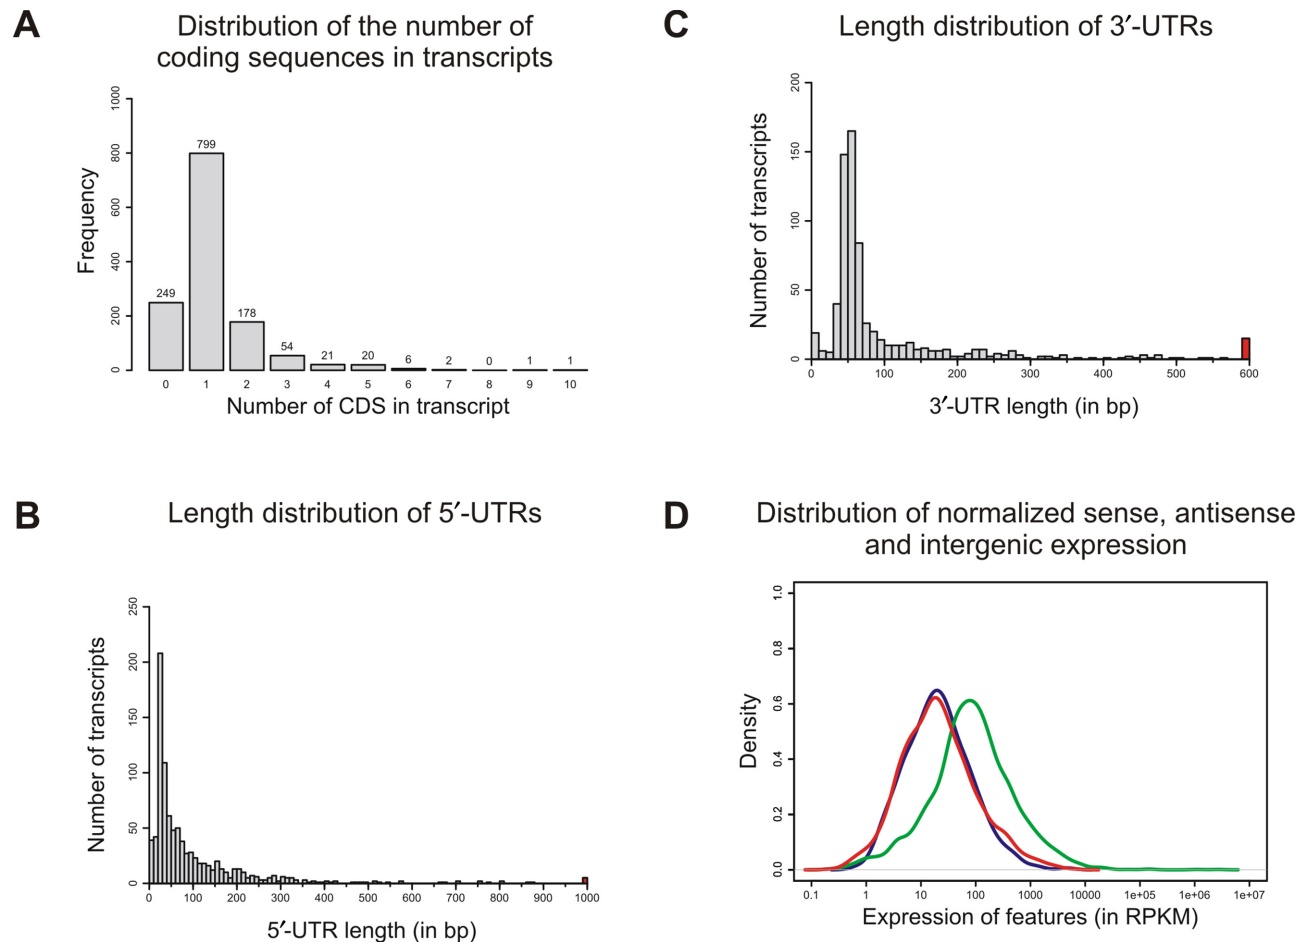 A
Distribution of the number of
coding sequences in transcripts
Frequency
1000
800
600
400
200
0
249
799
178
54
21
20
6
2
0
1
1
0 1 2 3 4 5 6 7 8 9 10
Number of CDS in transcript
C
Length distribution of 3′-UTRs
Number of transcripts
200
150
100
50
0
0 100 200 300 400 500 600
3′-UTR length (in bp)
B
Length distribution of 5′-UTRs
Number of transcripts
250
200
150
100
50
0
0 100 200 300 400 500 600 700 800 900 1000
5′-UTR length (in bp)
D
Distribution of normalized sense, antisense
and intergenic expression
Density
1.0
0.8
0.6
0.4
0.2
0.0
0.1 1 10 100 1000 10000 1e+05 1e+06 1e+07
Expression of features (in RPKM)